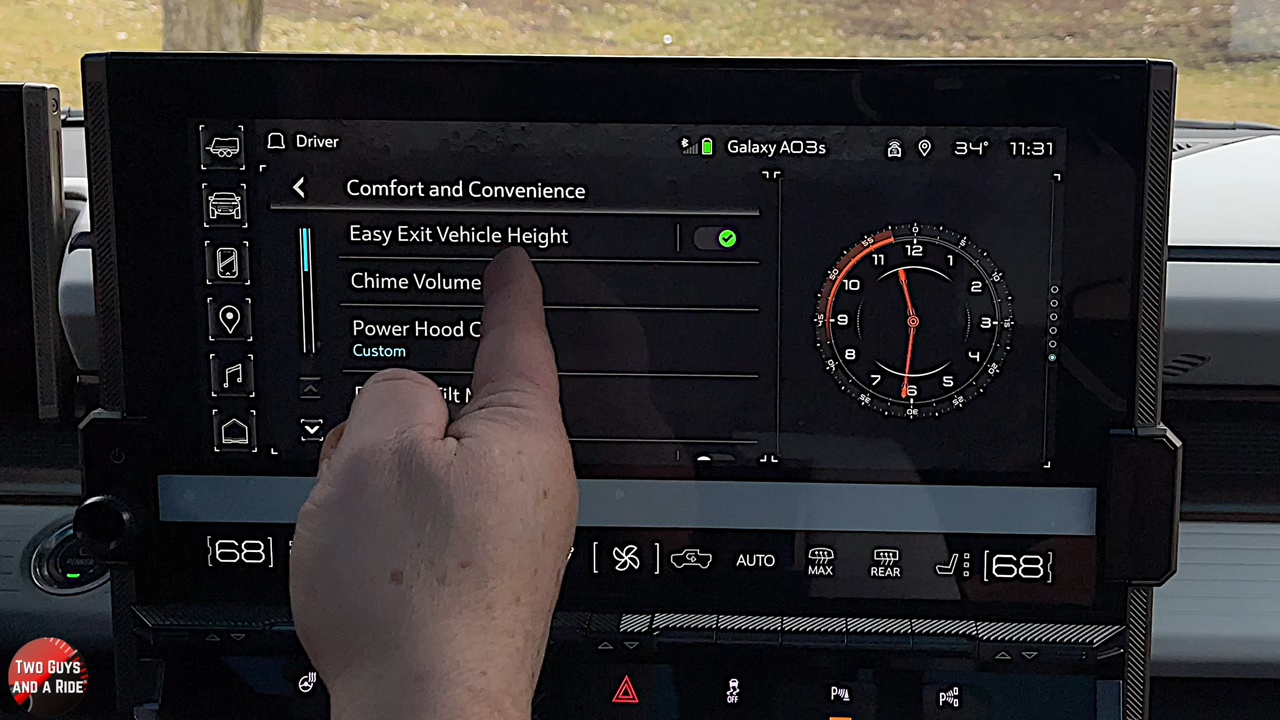 Driver
Galaxy A03s
34°
11:31
Comfort and Convenience
Easy Exit Vehicle Height
Chime Volume
Power Hood C
Custom
12
1
2
3
4
5
6
7
8
9
10
11
68
AUTO
MAX
REAR
68
POWER
OFF
P
P
TWO GUYS
AND A RIDE